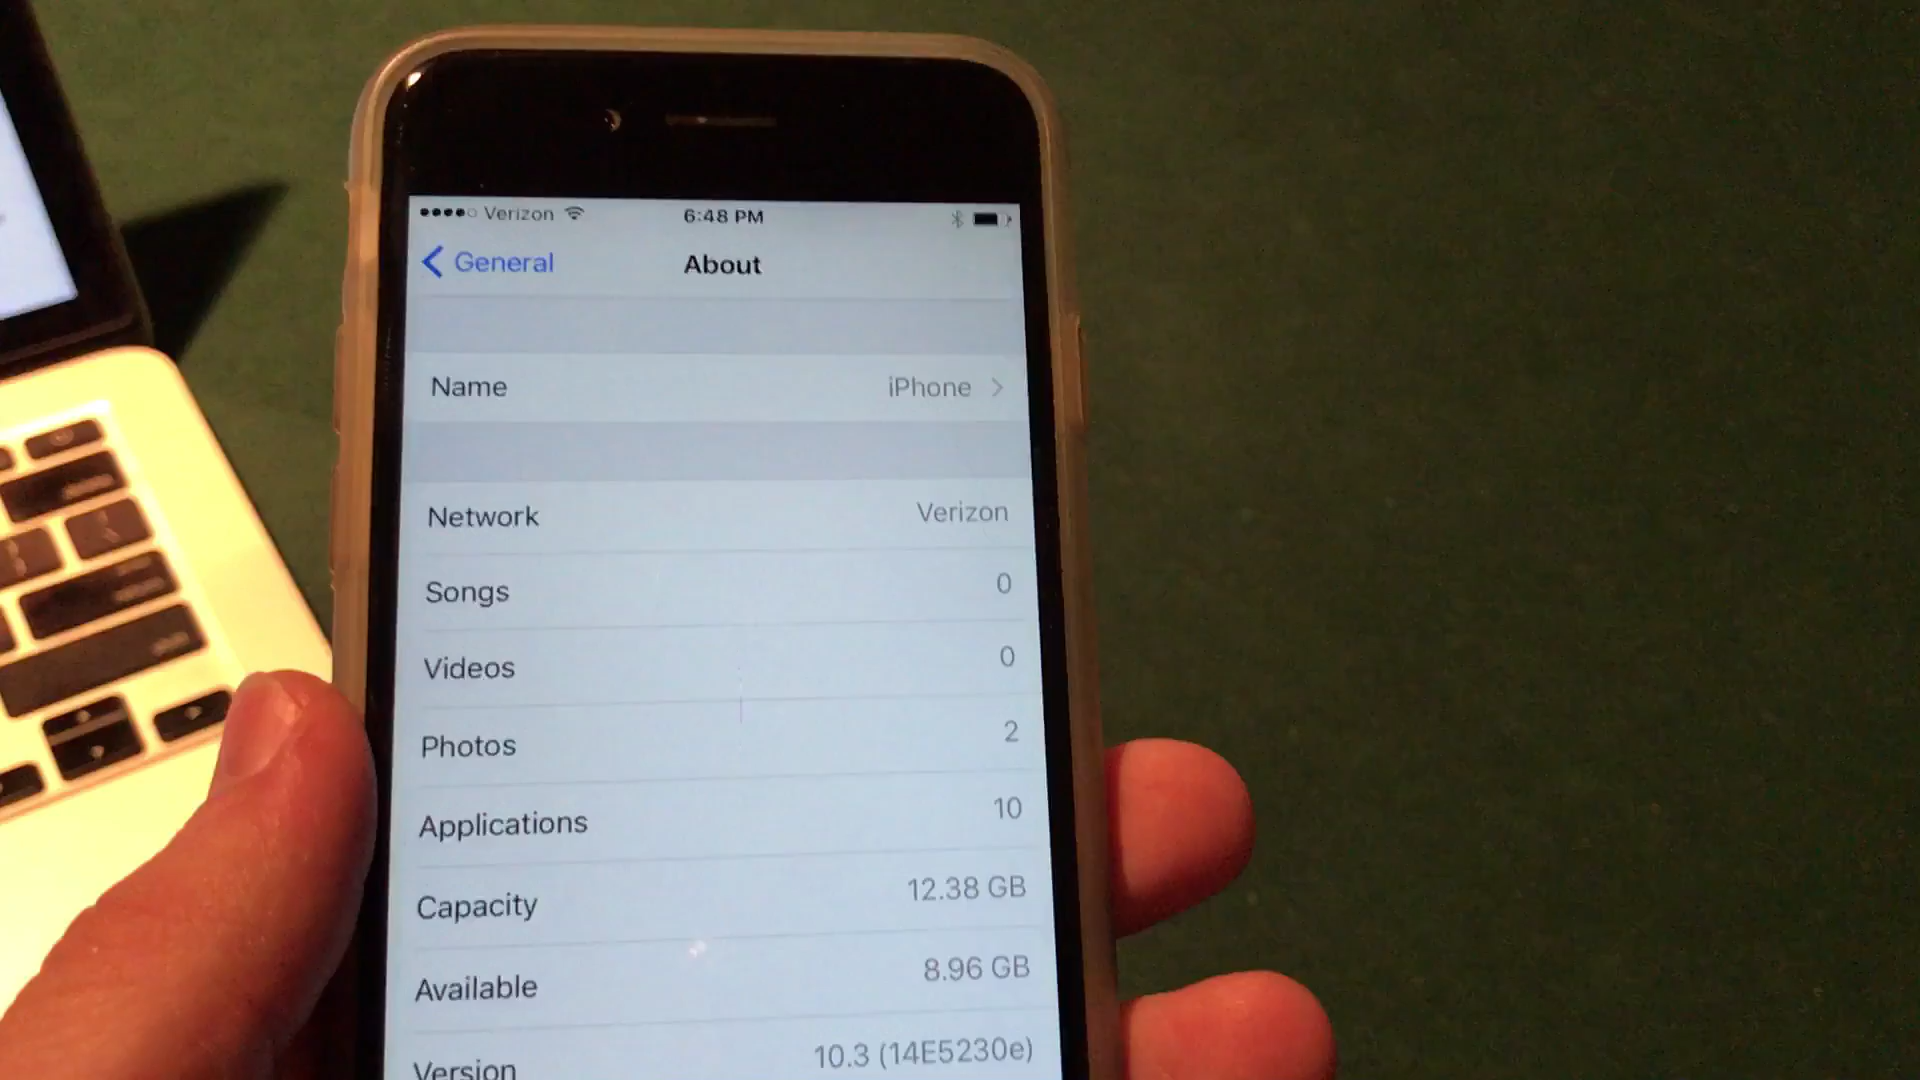 Verizon 6:48 PM
General About
Name iPhone
Network Verizon
Songs 0
Videos 0
Photos 2
Applications 10
Capacity 12.38 GB
Available 8.96 GB
Version 10.3 (14E5230e)